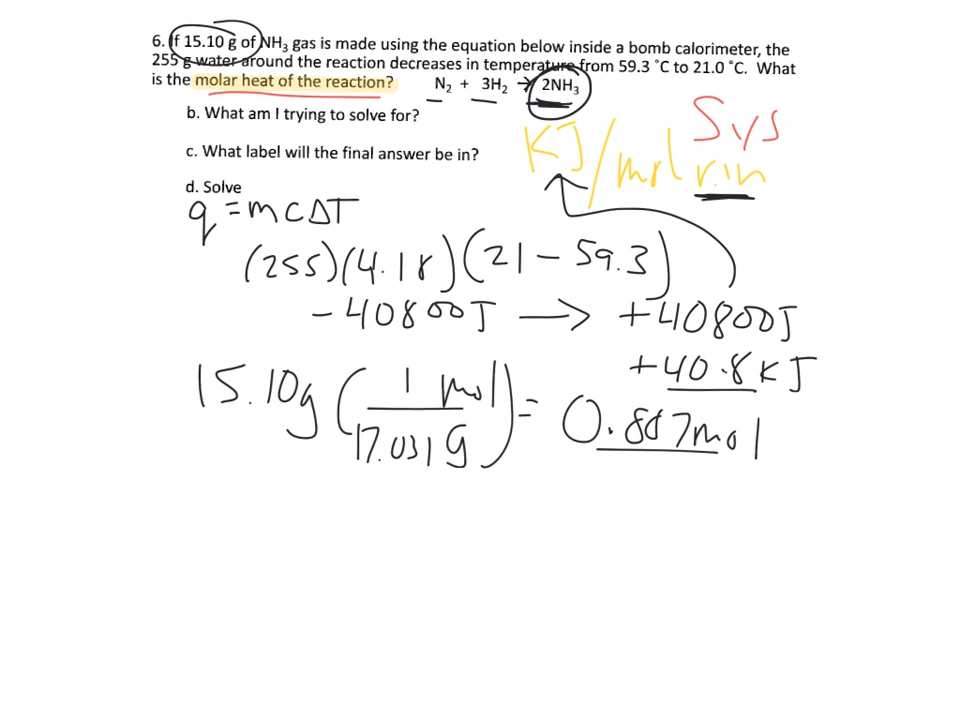 6. If 15.10 g of NH₃ gas is made using the equation below inside a bomb calorimeter, the
255 g water around the reaction decreases in temperature from 59.3 ˚C to 21.0 ˚C. What
is the molar heat of the reaction? N₂ + 3H₂ → 2NH₃
b. What am I trying to solve for?
Sys
c. What label will the final answer be in?
KJ/mol r.in
d. Solve
q = mCΔT
(255)(4.18)(21 - 59.3)
- 40800J → +40800J
+40.8KJ
15.10g (1 mol / 17.031g) = 0.887mol